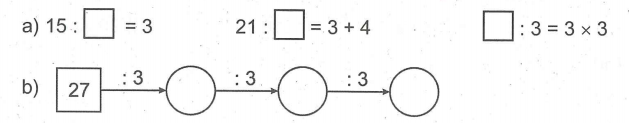 a) 15 : = 3 21 : = 3 + 4 : 3 = 3 × 3
b) 27 : 3 : 3 : 3